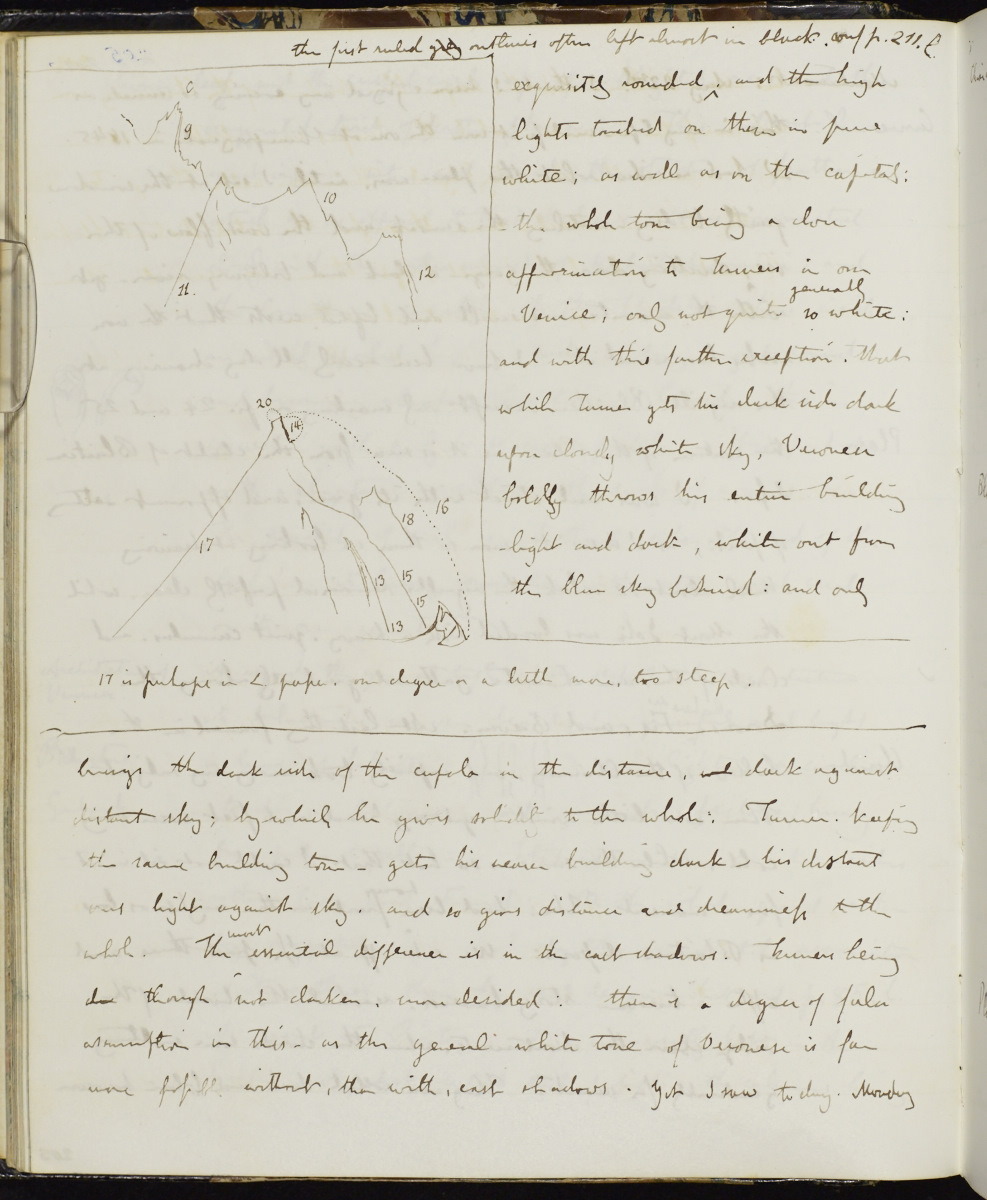 the first ruled grey outlines often left almost in black. conf p. 211.
exquisitely rounded, and the high
lights touched on them in pure
white; as well as on the capitals:
- the whole tone being a close
approximation to Turners in our
generally
Venice; only not quite so white:
and with this further exception. that
while Turner gets his dark side dark
upon cloudy white sky, Veronese
boldly throws his entire building
- light and dark, white out from
the blue sky behind: and only
9
10
11.
12
20
14
16
18
17
13
15
15
13
17 is perhaps in paper. one degree or a little more, too steep.
brings the dark side of the cupola in the distance, dark against
distant sky; by which he gives solidity to the whole: Turner. keeping
the same building tone - gets his nearer building dark - his distant
ones light against sky. and so gives distance and dreaminess to the
most
whole. The essential difference is in the cast shadows. Turners being
though not darker, more decided: there is a degree of false
assumption in this - as the general white tone of Veronese is far
more possible without, than with, cast shadows. Yet I saw to day. Monday